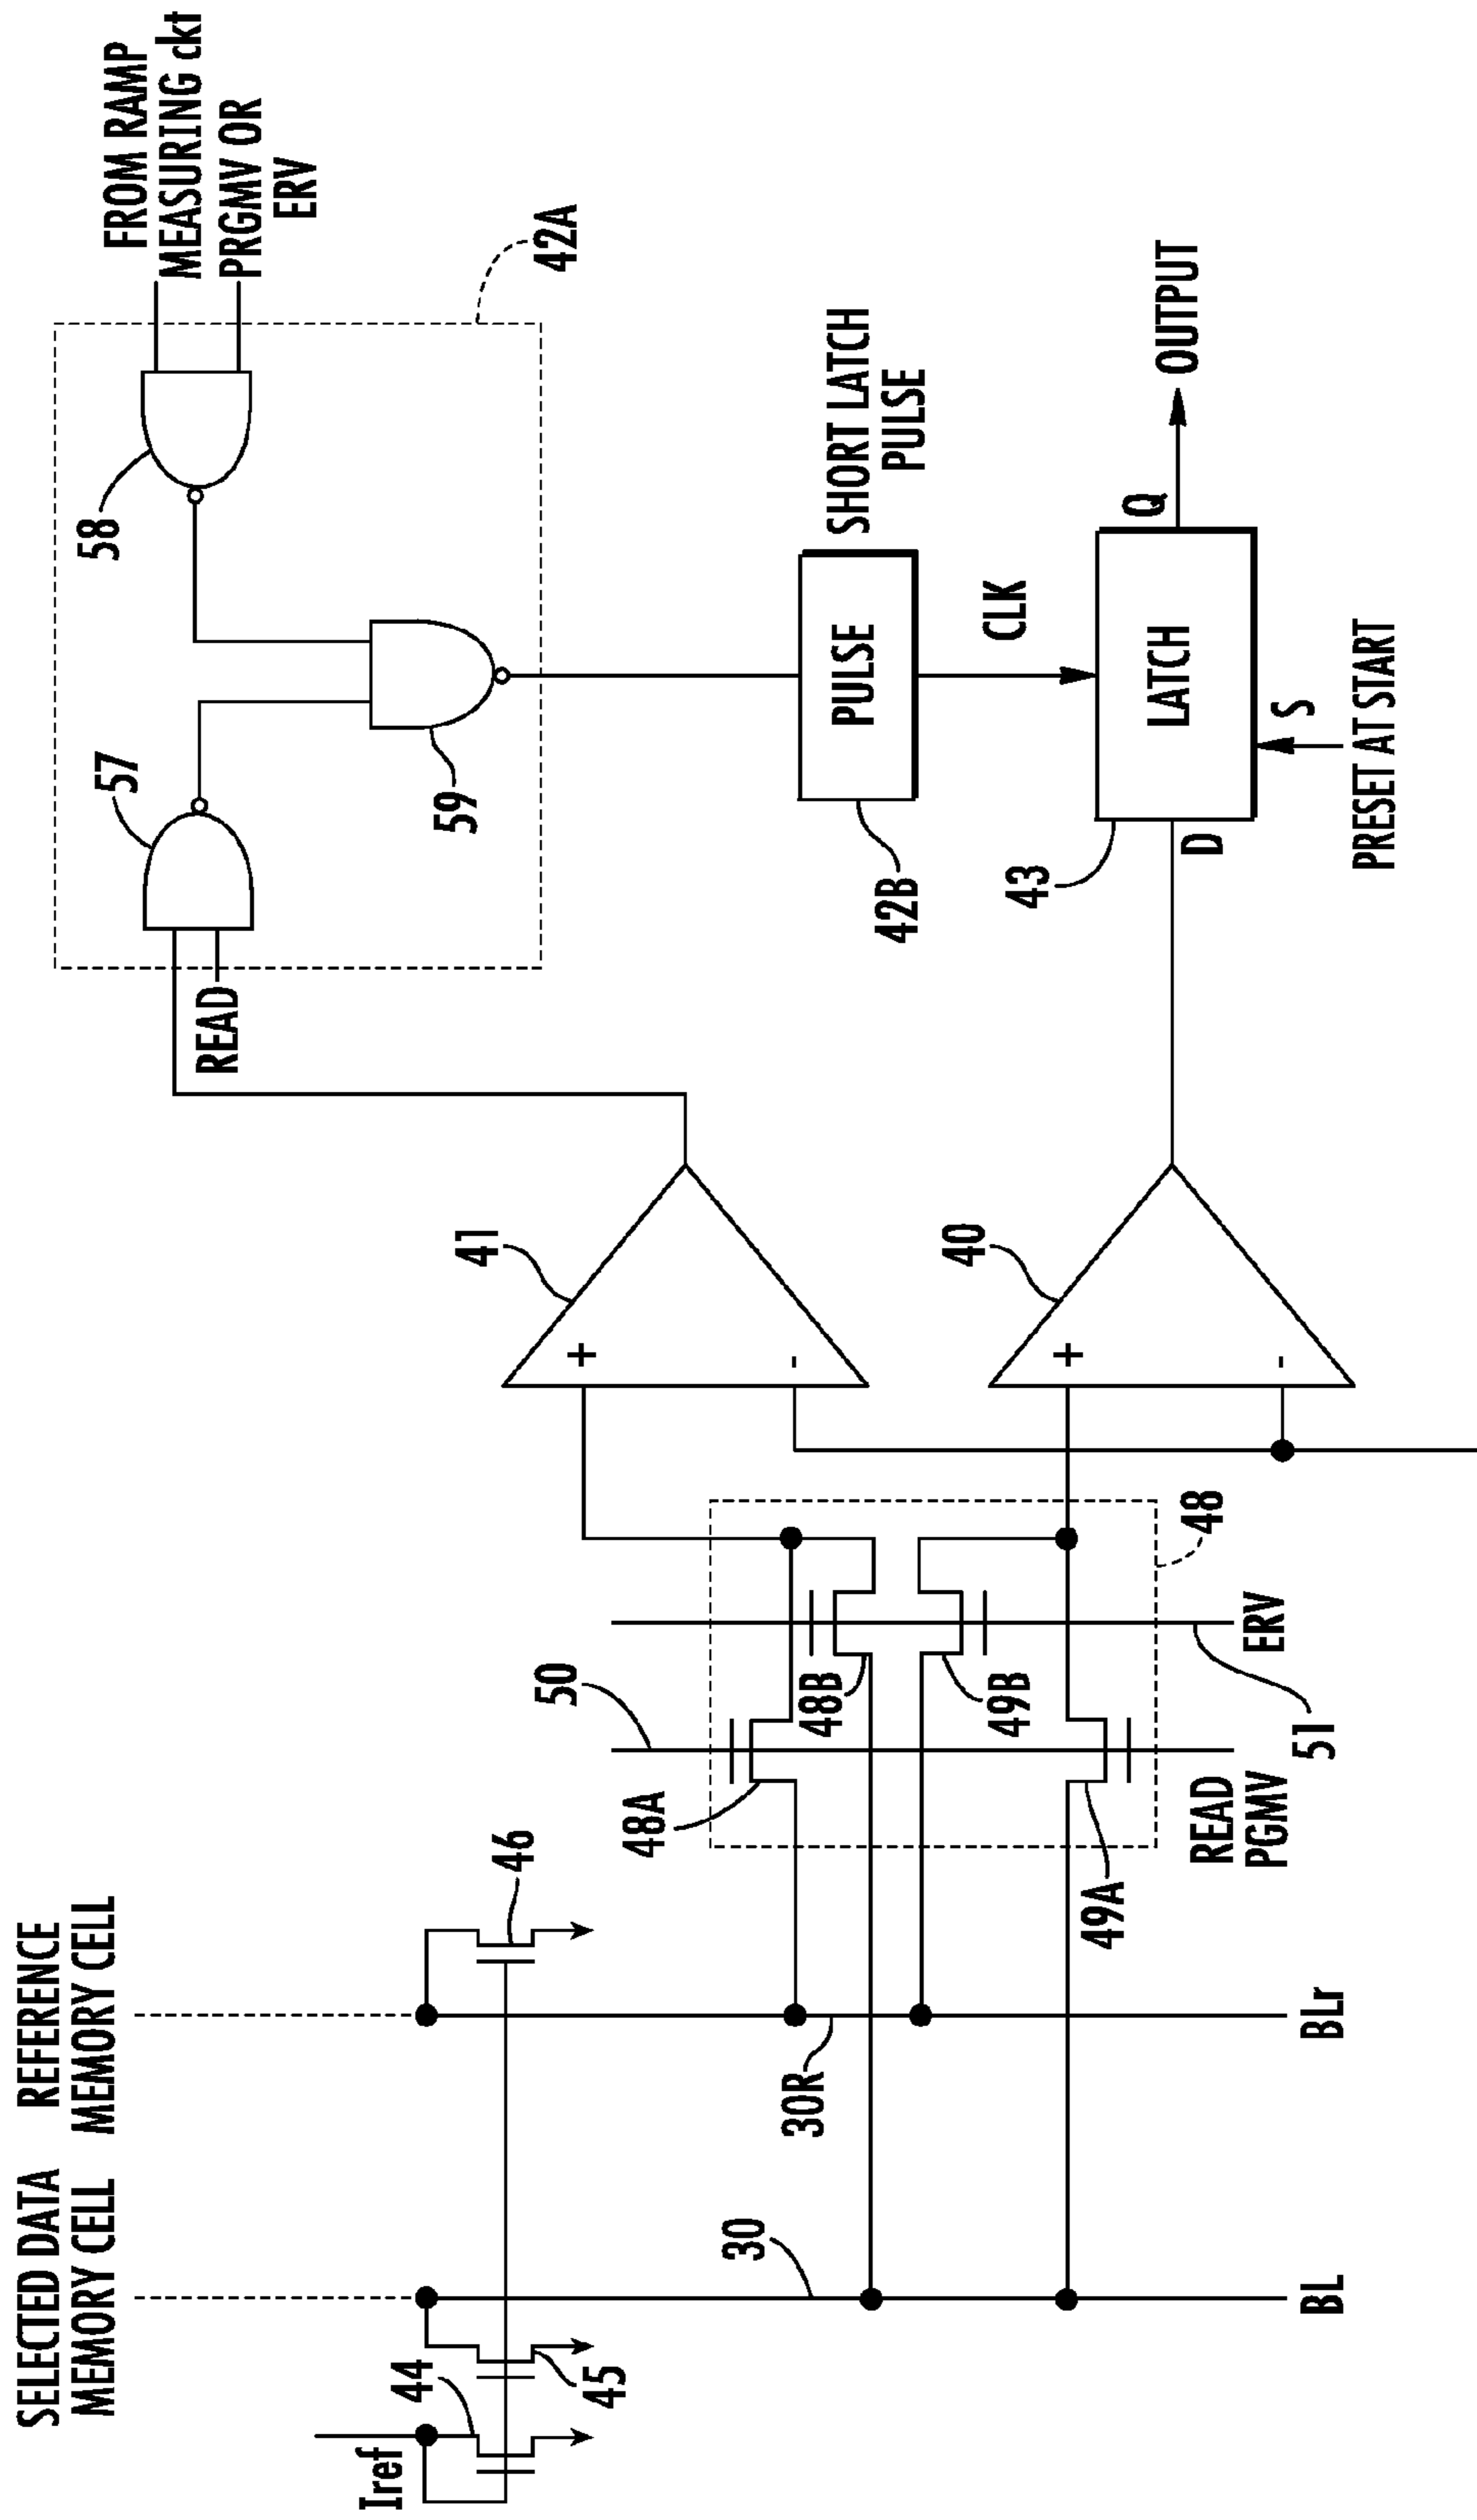 SELECTED DATA
MEMORY CELL
REFERENCE
MEMORY CELL
Iref
44
45
46
30
30R
BL
BLr
48A
50
48B
49B
49A
READ
PGMV
51
ERV
48
41
+
-
40
+
-
READ
57
58
59
FROM RAMP
MEASURING ckt
PRGMV OR
ERV
42A
42B
PULSE
SHORT LATCH
PULSE
CLK
43
LATCH
D
Q
S
PRESET AT START
OUTPUT